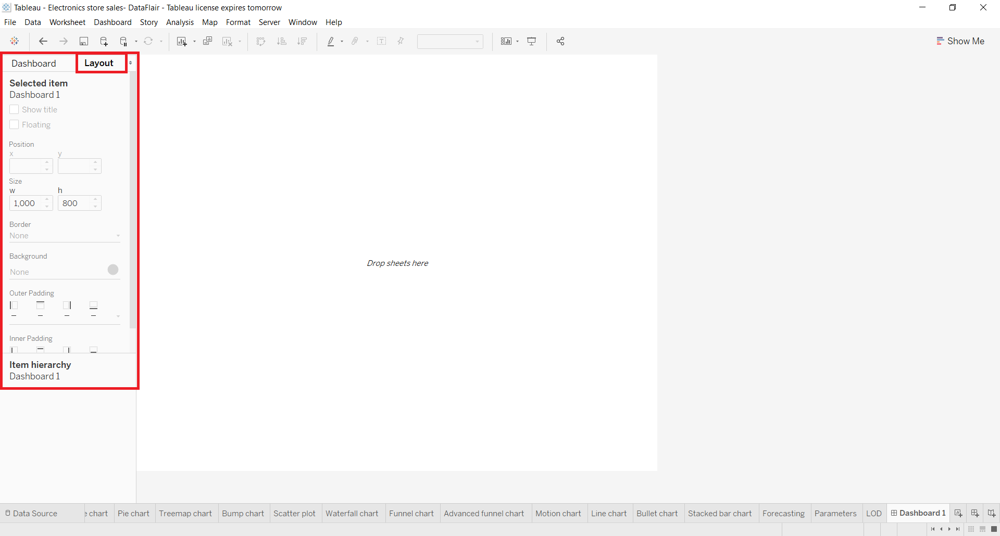 Tableau - Electronics store sales- DataFlair - Tableau license expires tomorrow
File Data Worksheet Dashboard Story Analysis Map Format Server Window Help
Show Me
Dashboard Layout
Selected item
Dashboard 1
Show title
Floating
Position
x y
Size
w h
1,000 800
Border
None
Background
None
Outer Padding
Inner Padding
Item hierarchy
Dashboard 1
Drop sheets here
Data Source e chart Pie chart Treemap chart Bump chart Scatter plot Waterfall chart Funnel chart Advanced funnel chart Motion chart Line chart Bullet chart Stacked bar chart Forecasting Parameters LOD Dashboard 1